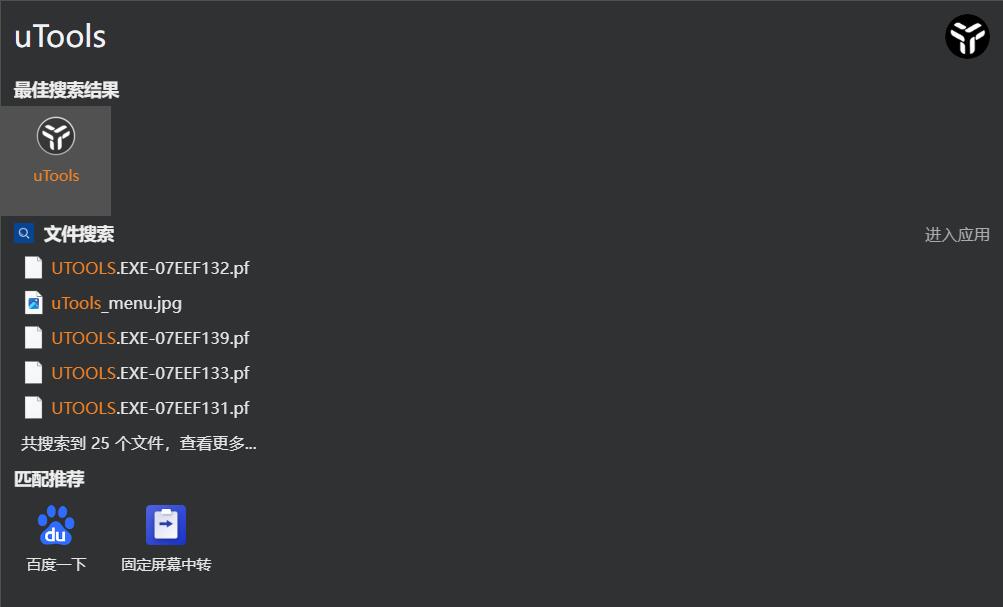 uTools
最佳搜索结果
uTools
文件搜索
进入应用
UTOOLS.EXE-07EEF132.pf
uTools_menu.jpg
UTOOLS.EXE-07EEF139.pf
UTOOLS.EXE-07EEF133.pf
UTOOLS.EXE-07EEF131.pf
共搜索到 25 个文件，查看更多...
匹配推荐
du
百度一下
固定屏幕中转